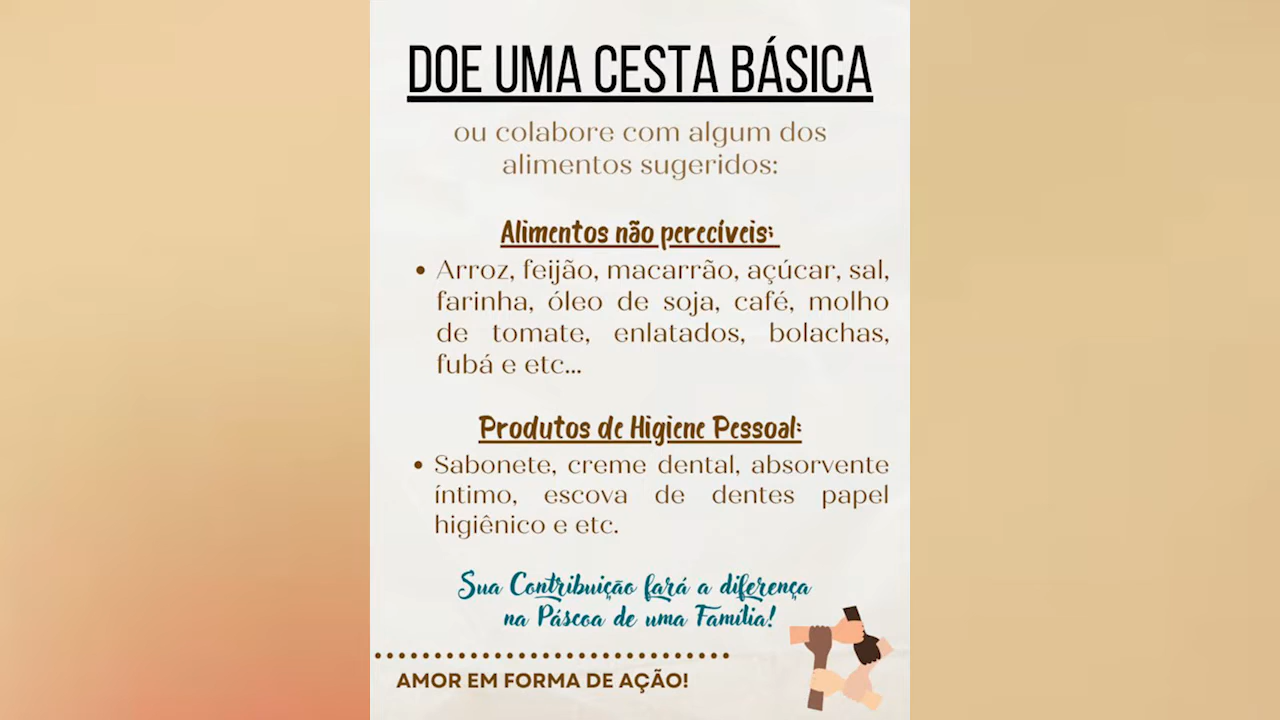 DOE UMA CESTA BÁSICA
ou colabore com algum dos
alimentos sugeridos:
Alimentos não perecíveis:
• Arroz, feijão, macarrão, açúcar, sal,
farinha, óleo de soja, café, molho
de tomate, enlatados, bolachas,
fubá e etc...
Produtos de Higiene Pessoal:
• Sabonete, creme dental, absorvente
íntimo, escova de dentes papel
higiênico e etc.
Sua Contribuição fará a diferença
na Páscoa de uma Família!
AMOR EM FORMA DE AÇÃO!